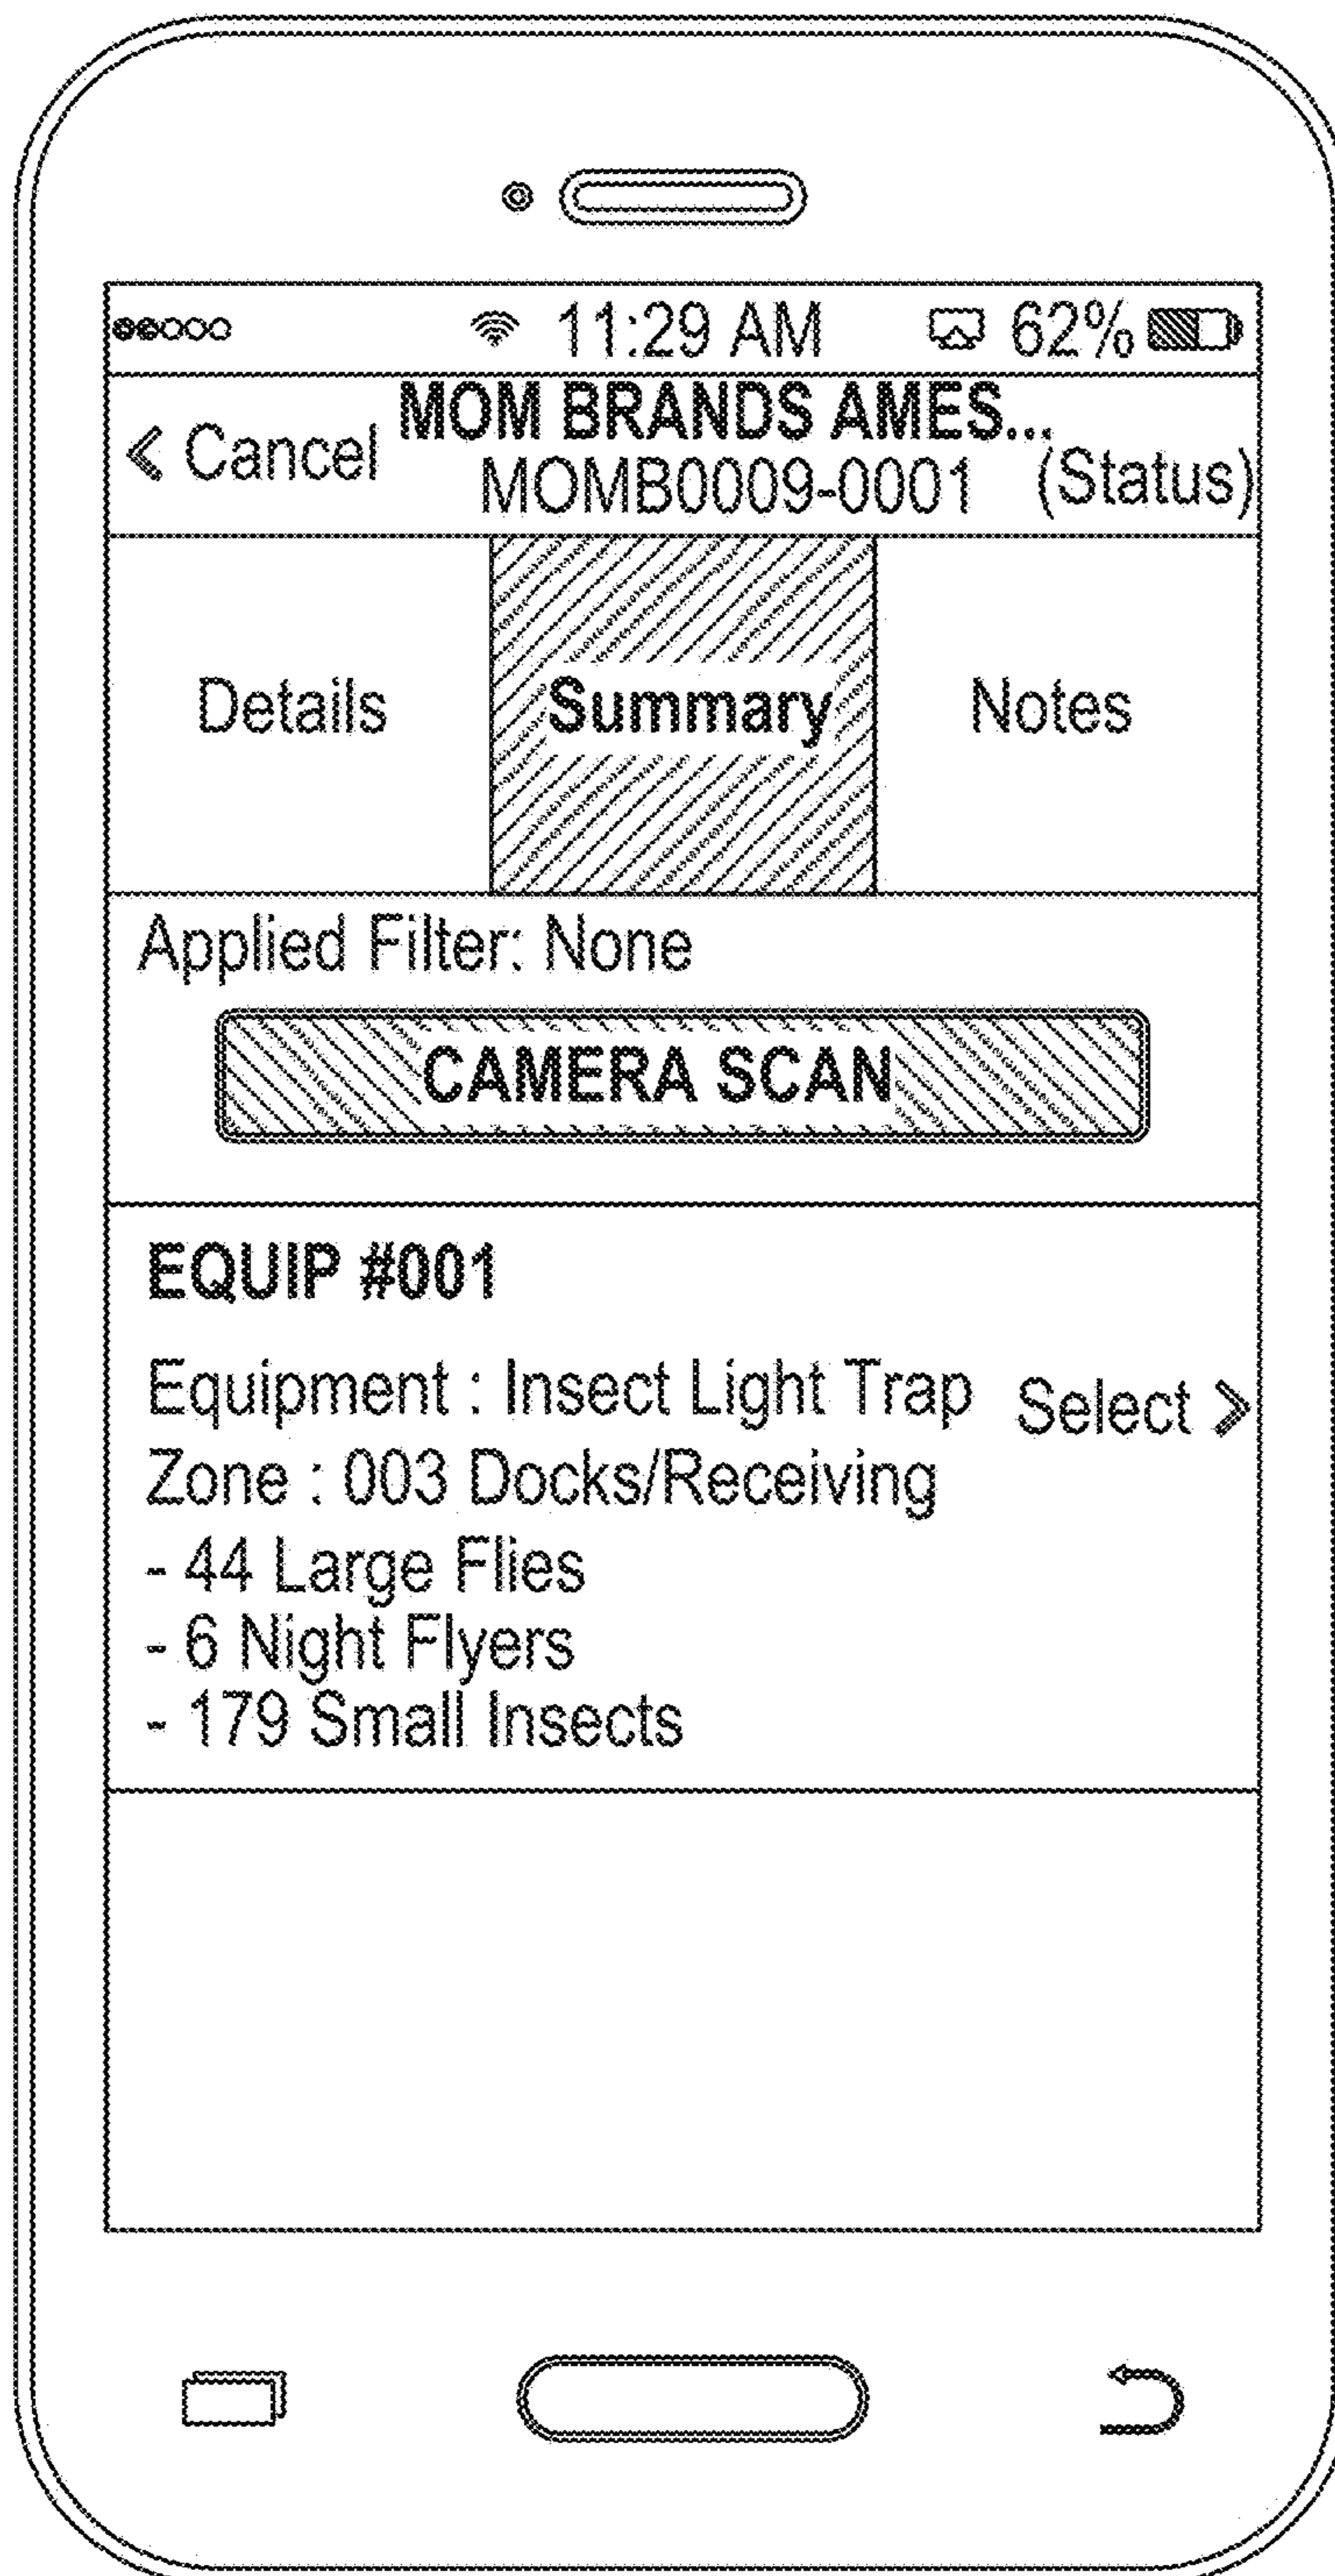 11:29 AM 62%
< Cancel MOM BRANDS AMES...
MOMB0009-0001 (Status)
Details Summary Notes
Applied Filter: None
CAMERA SCAN
EQUIP #001
Equipment : Insect Light Trap Select >
Zone : 003 Docks/Receiving
- 44 Large Flies
- 6 Night Flyers
- 179 Small Insects